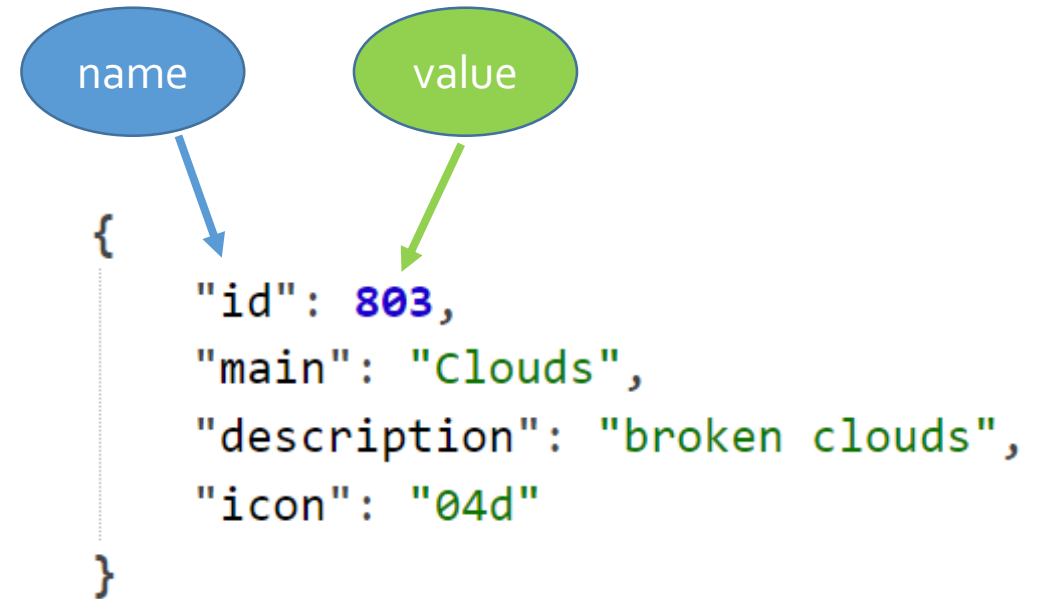 name value
{
"id": 803,
"main": "Clouds",
"description": "broken clouds",
"icon": "04d"
}